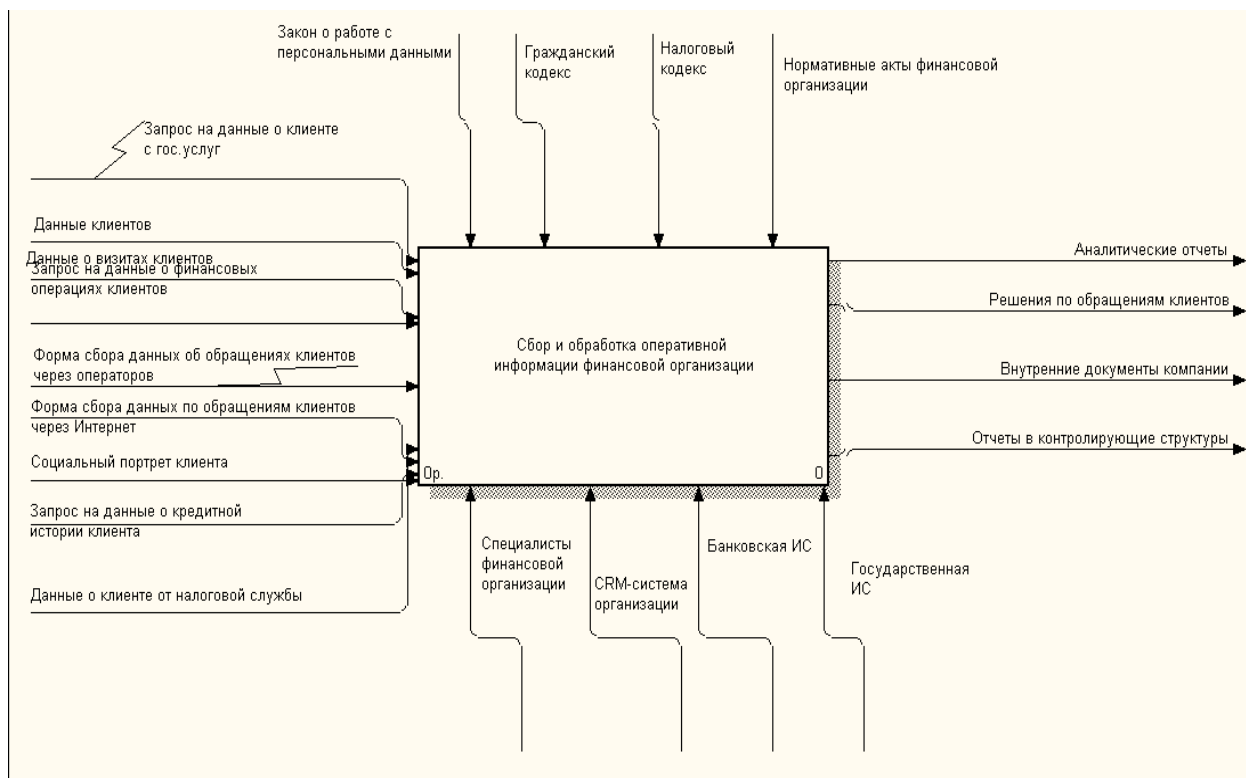 Закон о работе с
персональными данными
Гражданский
кодекс
Налоговый
кодекс
Нормативные акты финансовой
организации
Запрос на данные о клиенте
с гос.услуг
Данные клиентов
Данные о визитах клиентов
Запрос на данные о финансовых
операциях клиентов
Форма сбора данных об обращениях клиентов
через операторов
Форма сбора данных по обращениям клиентов
через Интернет
Социальный портрет клиента
Запрос на данные о кредитной
истории клиента
Данные о клиенте от налоговой службы
Сбор и обработка оперативной
информации финансовой организации
0р.
0
Аналитические отчеты
Решения по обращениям клиентов
Внутренние документы компании
Отчеты в контролирующие структуры
Специалисты
финансовой
организации
CRM-система
организации
Банковская ИС
Государственная
ИС